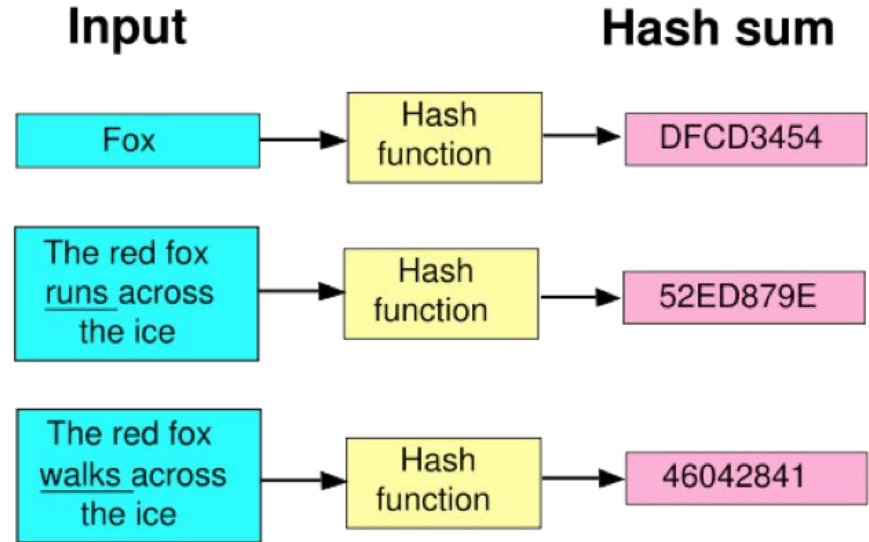 Input
Hash sum
Fox
Hash
function
DFCD3454
The red fox
runs across
the ice
Hash
function
52ED879E
The red fox
walks across
the ice
Hash
function
46042841